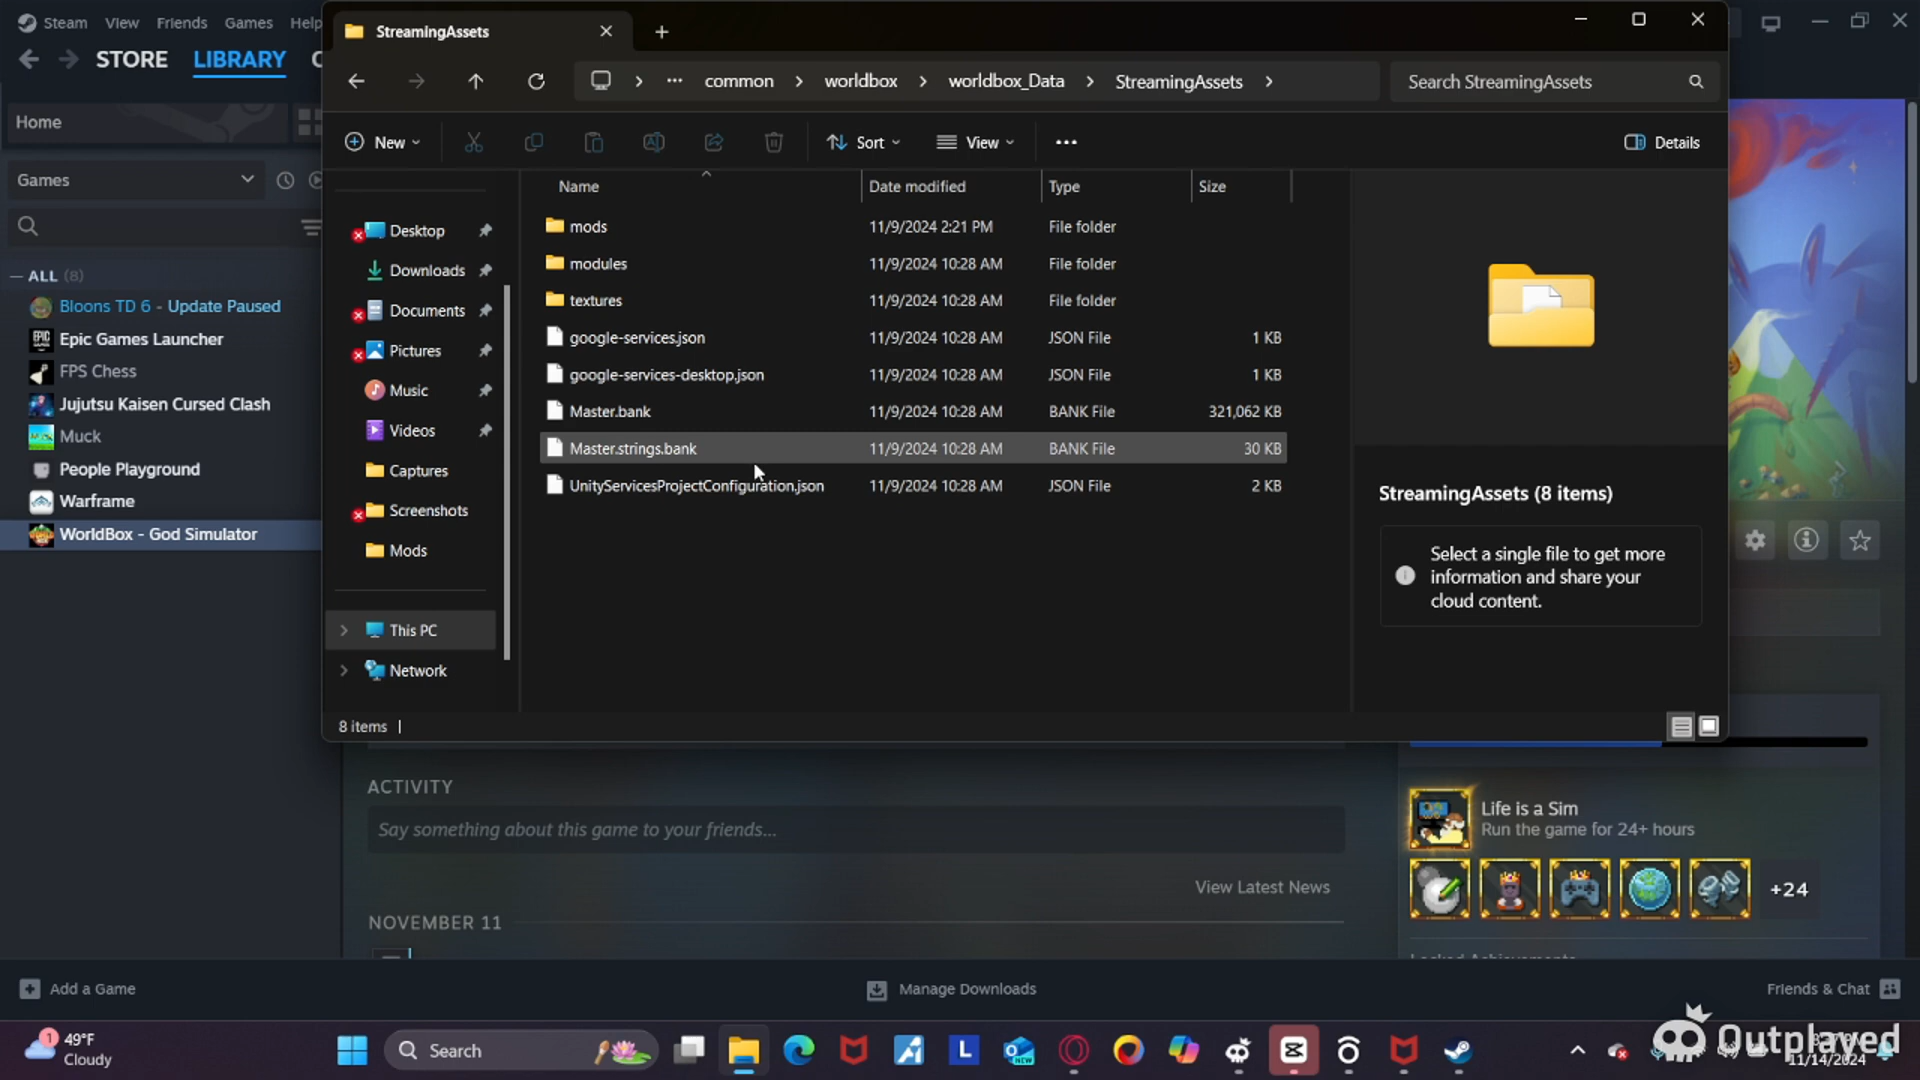 Steam View Friends Games Help
STORE LIBRARY
Home
Games
ALL (8)
Bloons TD 6 - Update Paused
Epic Games Launcher
FPS Chess
Jujutsu Kaisen Cursed Clash
Muck
People Playground
Warframe
WorldBox - God Simulator
StreamingAssets
common worldbox worldbox_Data StreamingAssets
Search StreamingAssets
New Sort View Details
Desktop
Downloads
Documents
Pictures
Music
Videos
Captures
Screenshots
Mods
This PC
Network
Name Date modified Type Size
mods 11/9/2024 2:21 PM File folder
modules 11/9/2024 10:28 AM File folder
textures 11/9/2024 10:28 AM File folder
google-services.json 11/9/2024 10:28 AM JSON File 1 KB
google-services-desktop.json 11/9/2024 10:28 AM JSON File 1 KB
Master.bank 11/9/2024 10:28 AM BANK File 321,062 KB
Master.strings.bank 11/9/2024 10:28 AM BANK File 30 KB
UnityServicesProjectConfiguration.json 11/9/2024 10:28 AM JSON File 2 KB
StreamingAssets (8 items)
Select a single file to get more
information and share your
cloud content.
8 items
ACTIVITY
Say something about this game to your friends...
View Latest News
NOVEMBER 11
Life is a Sim
Run the game for 24+ hours
+24
Add a Game
Manage Downloads
Friends & Chat
1
49°F
Cloudy
Search
Outplayed
11/14/2024